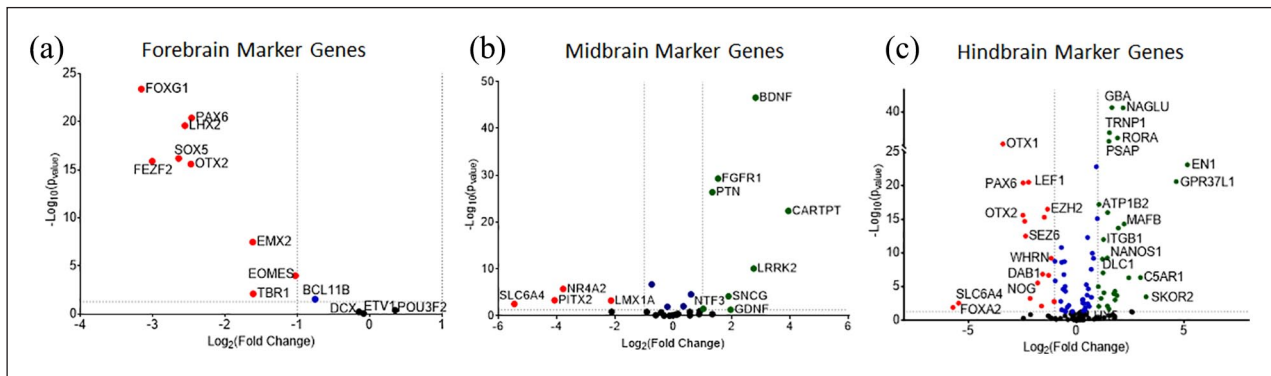 (a) Forebrain Marker Genes
25
20
15
10
5
0
-4
-3
-2
-1
0
1
-Log10(Pvalue)
Log2(Fold Change)
FOXG1
PAX6
LHX2
SOX5
FEZF2
OTX2
EMX2
EOMES
TBR1
BCL11B
DCX
ETV1
POU3F2
(b) Midbrain Marker Genes
50
40
30
20
10
0
-6
-4
-2
0
2
4
6
-Log10(Pvalue)
Log2(Fold Change)
BDNF
FGFR1
PTN
CARTPT
LRRK2
NR4A2
SLC6A4
PITX2
LMX1A
NTF3
SNCG
GDNF
(c) Hindbrain Marker Genes
40
30
25
20
15
10
5
0
-5
0
5
-Log10(Pvalue)
Log2(Fold Change)
GBA
NAGLU
TRNP1
RORA
PSAP
OTX1
EN1
GPR37L1
PAX6
LEF1
ATP1B2
OTX2
EZH2
MAFB
SEZ6
ITGB1
WHRN
NANOS1
DAB1
DLC1
NOG
C5AR1
SLC6A4
SKOR2
FOXA2